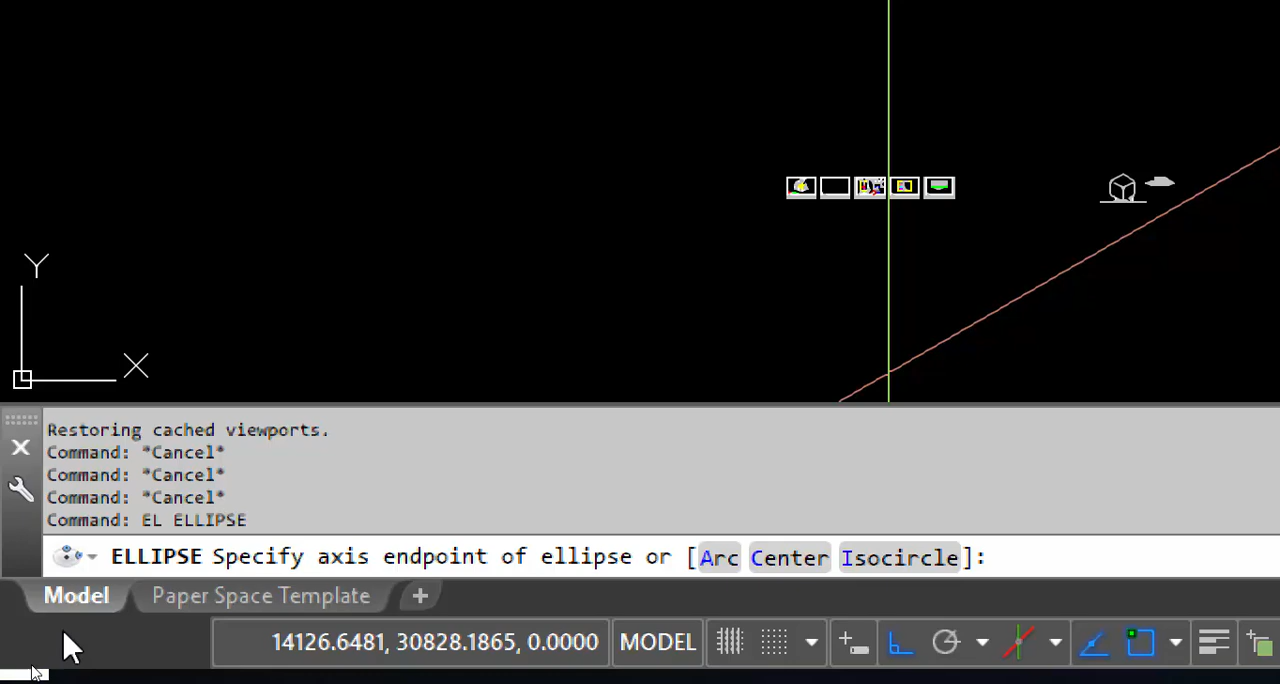 Y
X
Restoring cached viewports.
Command: *Cancel*
Command: *Cancel*
Command: *Cancel*
Command: EL ELLIPSE
ELLIPSE Specify axis endpoint of ellipse or [Arc Center Isocircle]:
Model Paper Space Template +
14126.6481, 30828.1865, 0.0000 MODEL